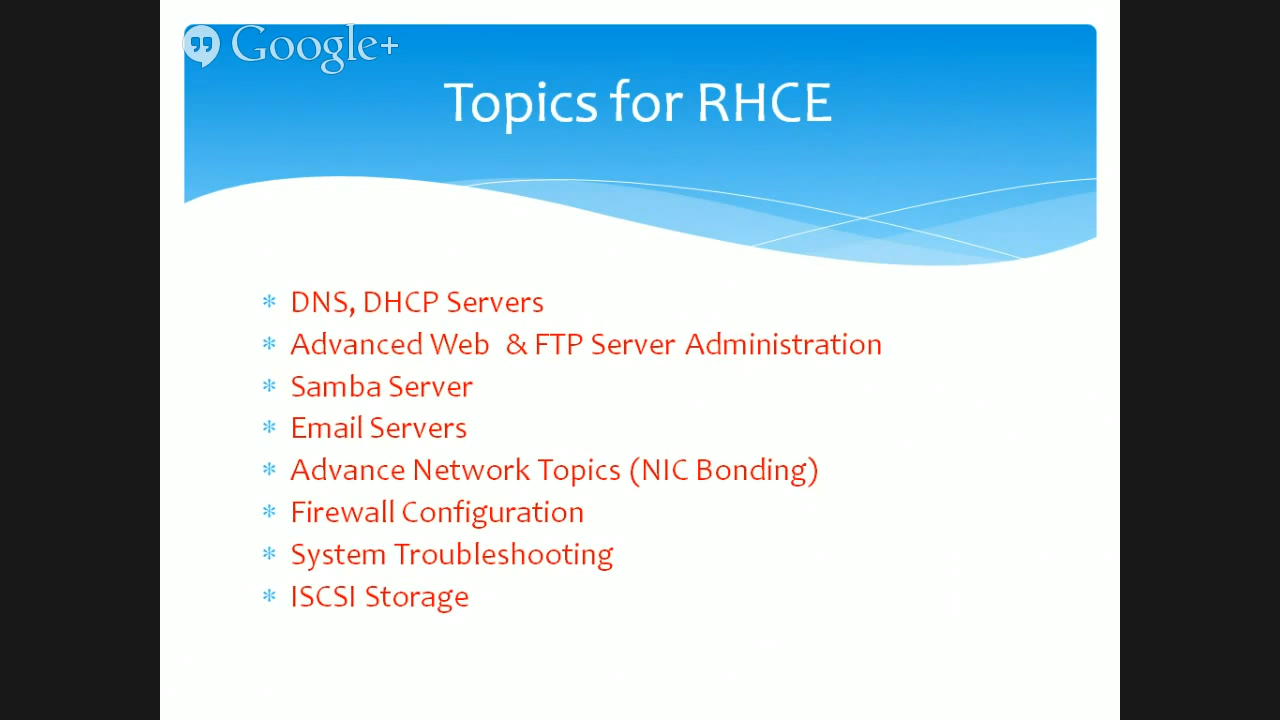 Google+
Topics for RHCE
* DNS, DHCP Servers
* Advanced Web & FTP Server Administration
* Samba Server
* Email Servers
* Advance Network Topics (NIC Bonding)
* Firewall Configuration
* System Troubleshooting
* ISCSI Storage